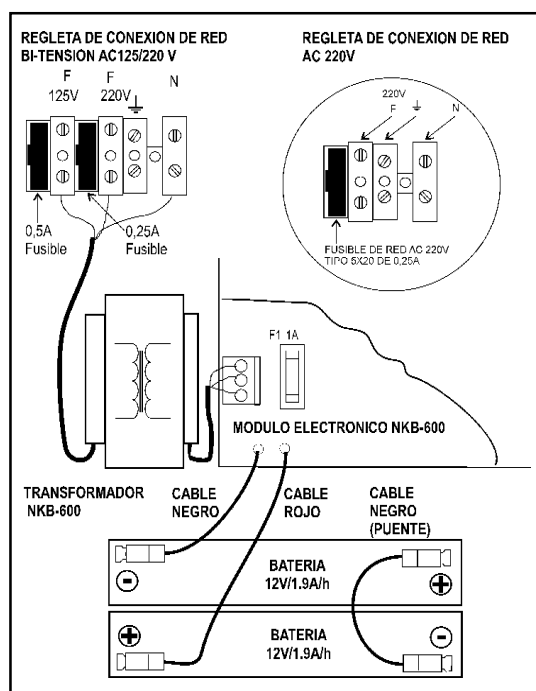 REGLETA DE CONEXIÓN DE RED
BI-TENSION AC125/220 V
F F N
125V 220V
0,5A
Fusible
0,25A
Fusible
REGLETA DE CONEXION DE RED
AC 220V
220V
F N
FUSIBLE DE RED AC 220V
TIPO 5X20 DE 0,25A
F1 1A
MODULO ELECTRONICO NKB-600
TRANSFORMADOR
NKB-600
CABLE
NEGRO
CABLE
ROJO
CABLE
NEGRO
(PUENTE)
BATERIA
12V/1.9A/h
BATERIA
12V/1.9A/h